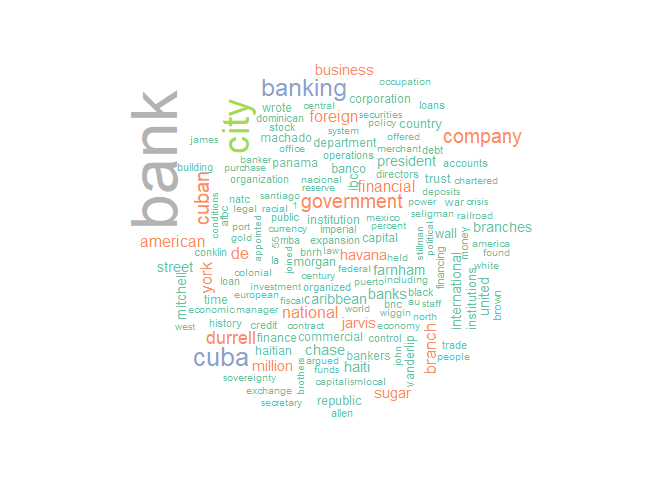 business
occupation
banking
corporation
wrote
central
loans
dominican
foreign
securities
stock
policy
country
city
system
bank
james
machado
department
offered
company
office
merchant
debt
operations
banker
panama
president
accounts
building
purchase
banco
directors
trust
chartered
organization
nacional
lbc
financial
cuban
reserve
deposits
santiago
government
power
war
crisis
conditions
natc
afbc
legal
racial
1
mexico
seligman
railroad
public
institution
percent
branches
port
currency
imperial
stillman
political
american
gold
appointed
55
mba
expansion
capital
wall
money
america
de
bnrh
law
havana
held
found
conklin
la
joined
morgan
financing
international
street
york
colonial
federal
farnham
institutions
white
mitchell
loan
century
puerto
including
united
investment
organized
european
banks
black
brown
time
fiscal
caribbean
bnc
au
staff
economic
manager
national
world
wiggin
north
history
credit
contract
jarvis
economy
branch
durrell
finance
commercial
control
trade
haitian
chase
bankers
john
vanderlip
people
cuba
million
argued
haiti
brothers
funds
sovereignty
capitalism
local
exchange
sugar
secretary
republic
allen
west